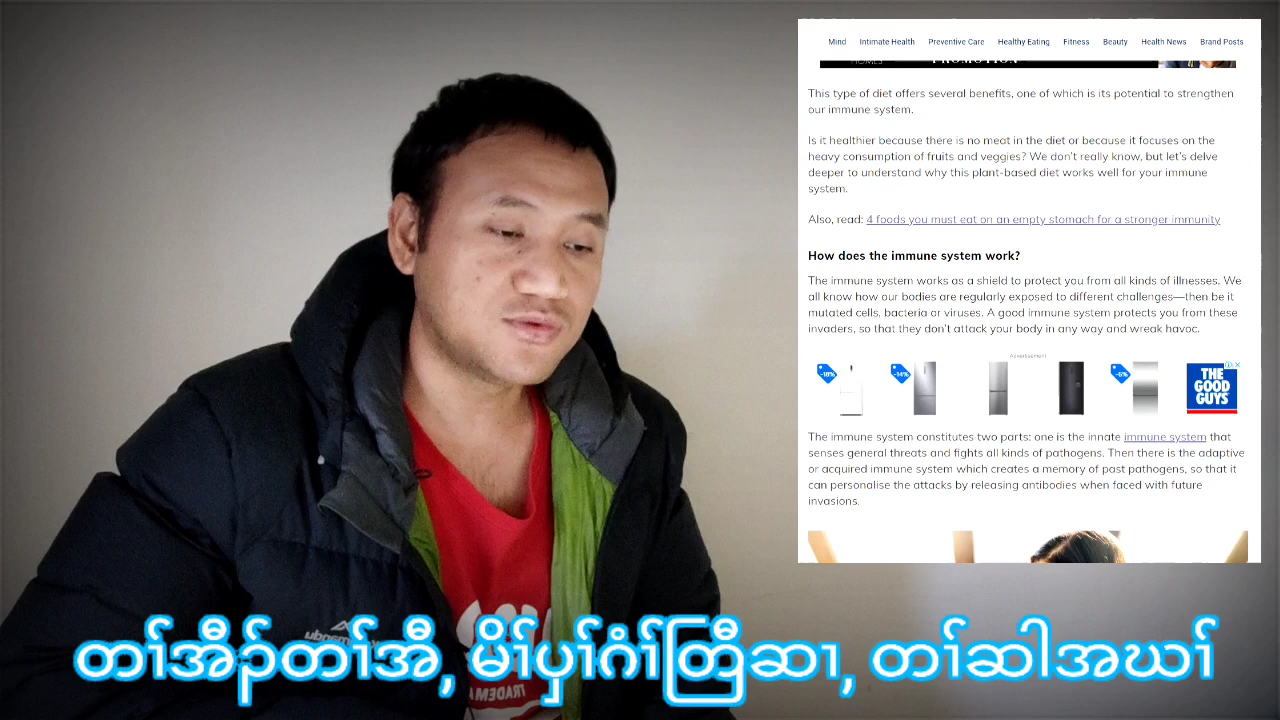 Mind Intimate Health Preventive Care Healthy Eating Fitness Beauty Health News Brand Posts
HOMES PROMOTION
This type of diet offers several benefits, one of which is its potential to strengthen
our immune system.
Is it healthier because there is no meat in the diet or because it focuses on the
heavy consumption of fruits and veggies? We don't really know, but let's delve
deeper to understand why this plant-based diet works well for your immune
system.
Also, read: 4 foods you must eat on an empty stomach for a stronger immunity
How does the immune system work?
The immune system works as a shield to protect you from all kinds of illnesses. We
all know how our bodies are regularly exposed to different challenges—then be it
mutated cells, bacteria or viruses. A good immune system protects you from these
invaders, so that they don't attack your body in any way and wreak havoc.
Advertisement
-18% -14% -6% THE
GOOD
GUYS
The immune system constitutes two parts: one is the innate immune system that
senses general threats and fights all kinds of pathogens. Then there is the adaptive
or acquired immune system which creates a memory of past pathogens, so that it
can personalise the attacks by releasing antibodies when faced with future
invasions.
တၢ်အီၣ်တၢ်အီ, မိၢ်ပှၢ်ဂံၢ်တြီဆၢ, တၢ်ဆါအဃၢ်
TRADEMA